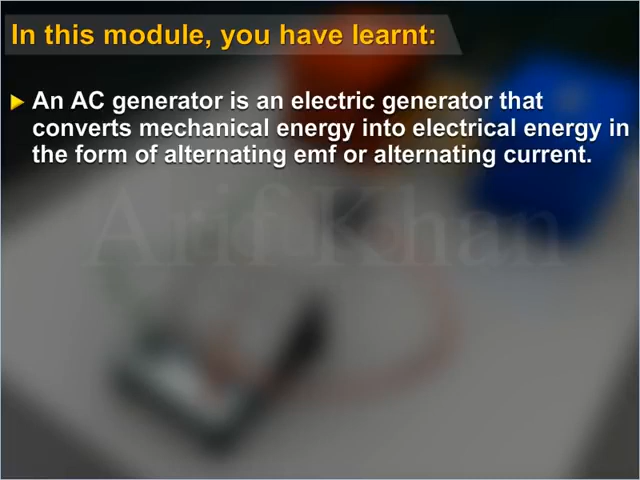 In this module, you have learnt:
An AC generator is an electric generator that
converts mechanical energy into electrical energy in
the form of alternating emf or alternating current.
Atif Khan